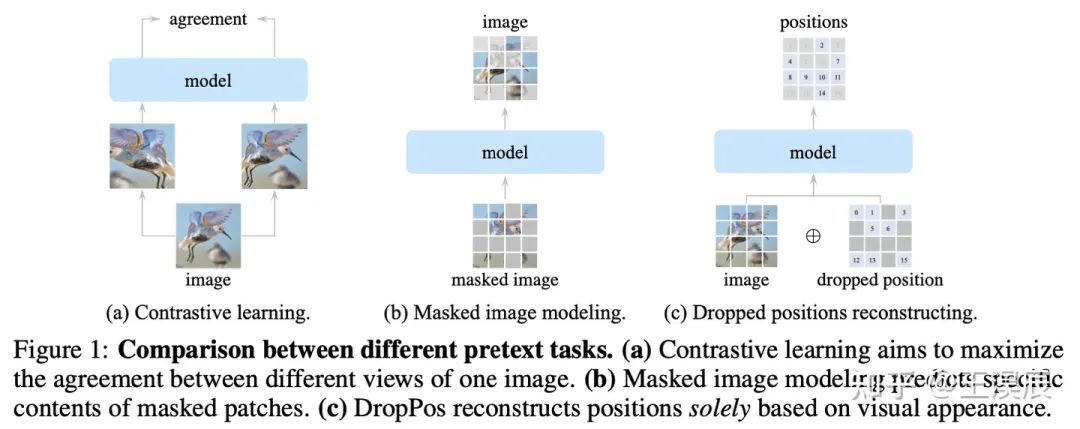 agreement
model
image
(a) Contrastive learning.
image
model
masked image
(b) Masked image modeling.
positions
2
4 7
8 9 10 11
14
model
0 1 3
5 6
12 13 15
image ⊕ dropped position
(c) Dropped positions reconstructing.
Figure 1: Comparison between different pretext tasks. (a) Contrastive learning aims to maximize
the agreement between different views of one image. (b) Masked image modeling predicts specific
contents of masked patches. (c) DropPos reconstructs positions solely based on visual appearance.
知乎 @王淏展